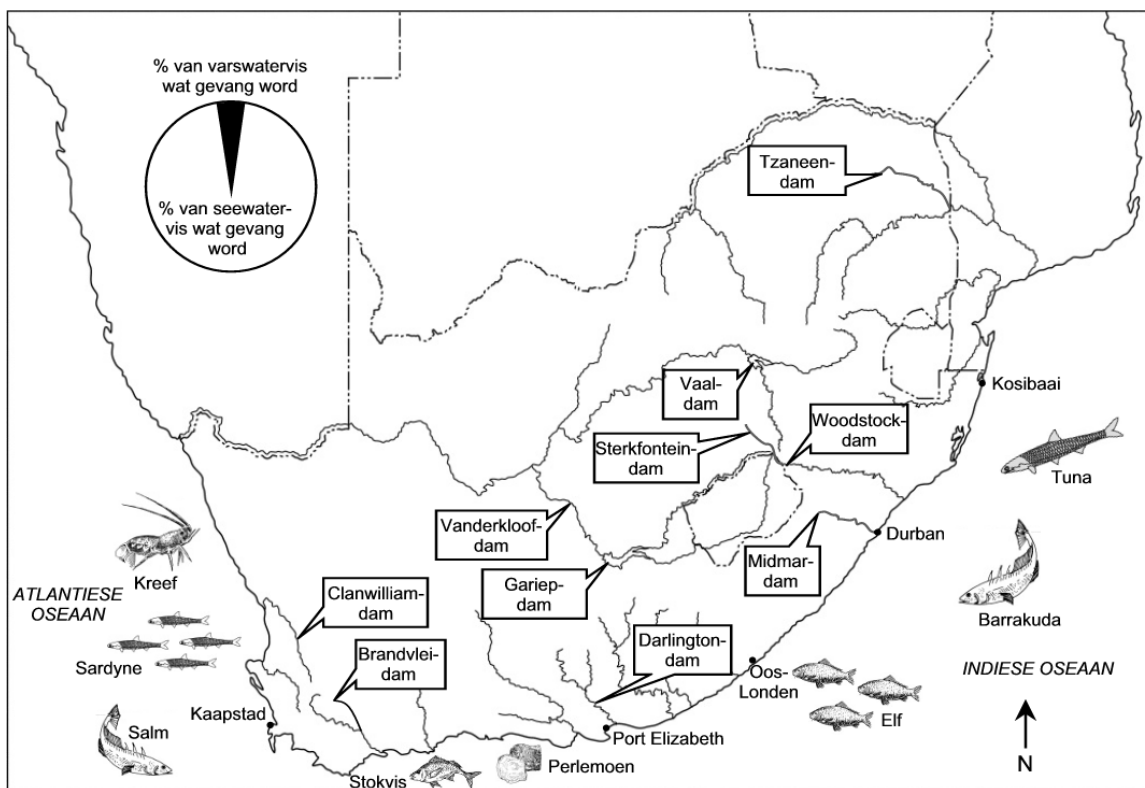 % van varswatervis
wat gevang word
% van seewater-
vis wat gevang
word
Tzaneen-
dam
Vaal-
dam
Kosibaai
Woodstock-
dam
Sterkfontein-
dam
Tuna
Vanderkloof-
dam
Durban
Midmar-
dam
Kreef
Gariep-
dam
ATLANTIESE
OSEAAN
Clanwilliam-
dam
Barrakuda
Darlington-
dam
Sardyne
Brandvlei-
dam
Oos-
Londen
INDIESE OSEAAN
Kaapstad
Elf
Salm
Port Elizabeth
Perlemoen
Stokvis
N